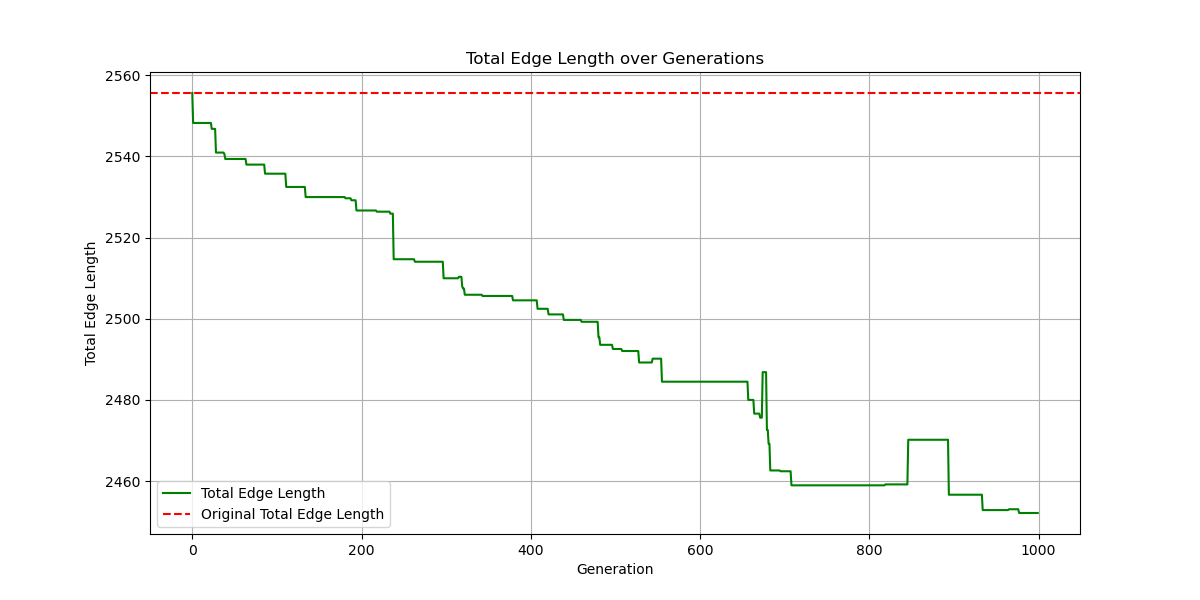 Total Edge Length over Generations
2560
2540
2520
2500
2480
2460
Total Edge Length
Total Edge Length
Original Total Edge Length
0 200 400 600 800 1000
Generation